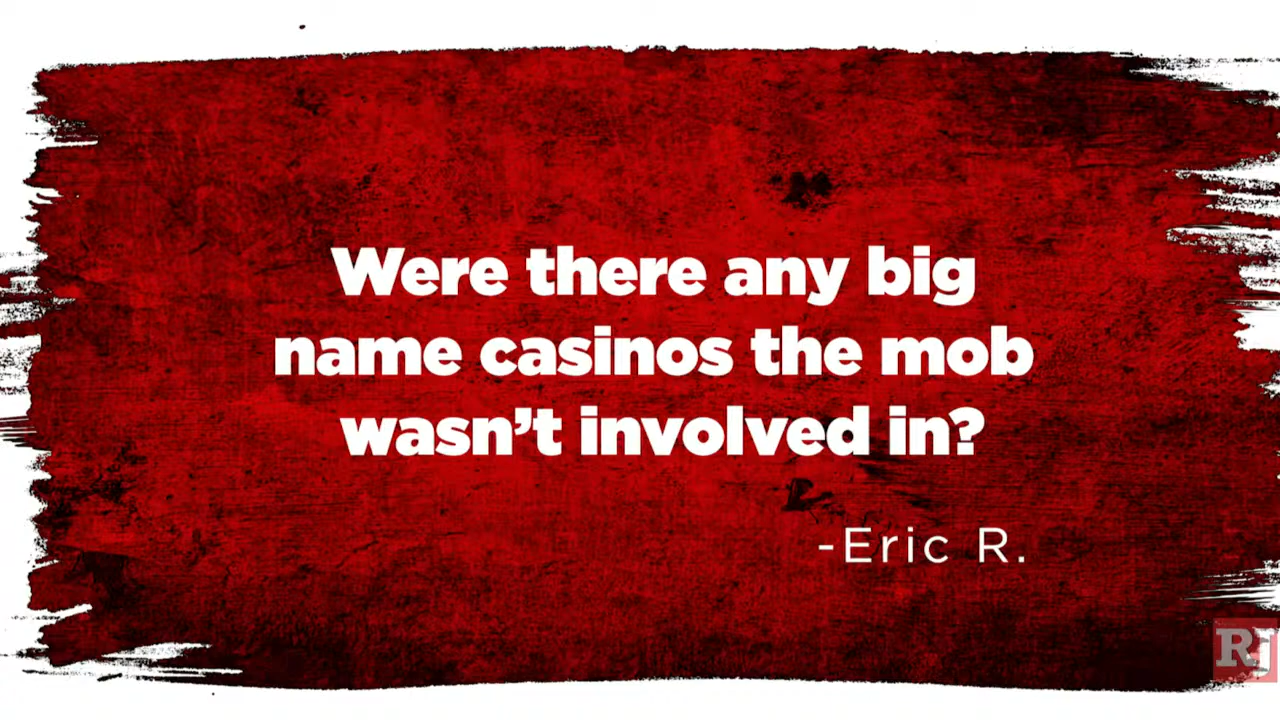 Were there any big
name casinos the mob
wasn’t involved in?
-Eric R.
RJ